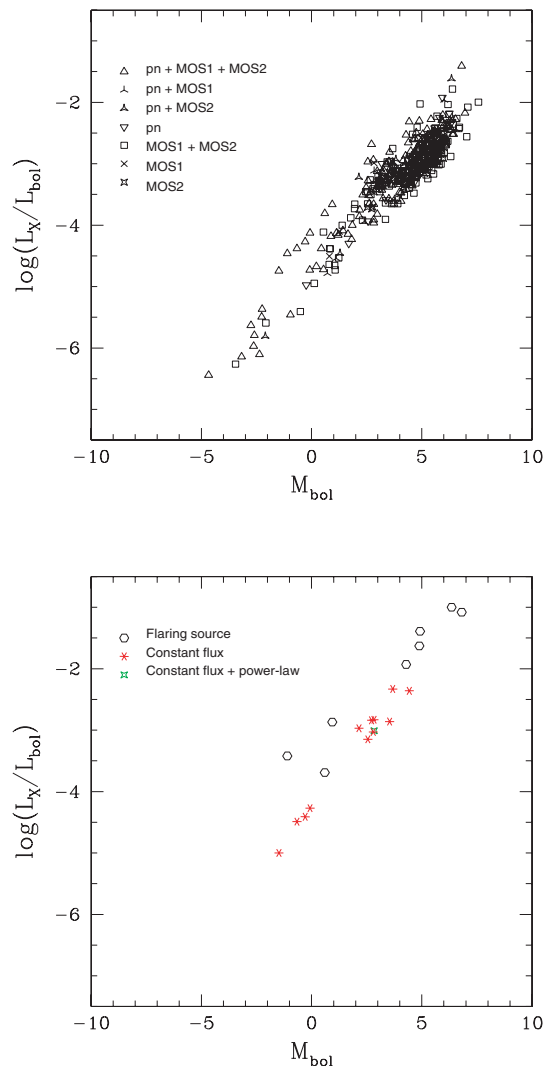 pn + MOS1 + MOS2
pn + MOS1
pn + MOS2
pn
MOS1 + MOS2
MOS1
MOS2
log(L_X/L_bol)
−2
−4
−6
−10
−5
0
5
10
M_bol
Flaring source
Constant flux
Constant flux + power-law
log(L_X/L_bol)
−2
−4
−6
−10
−5
0
5
10
M_bol